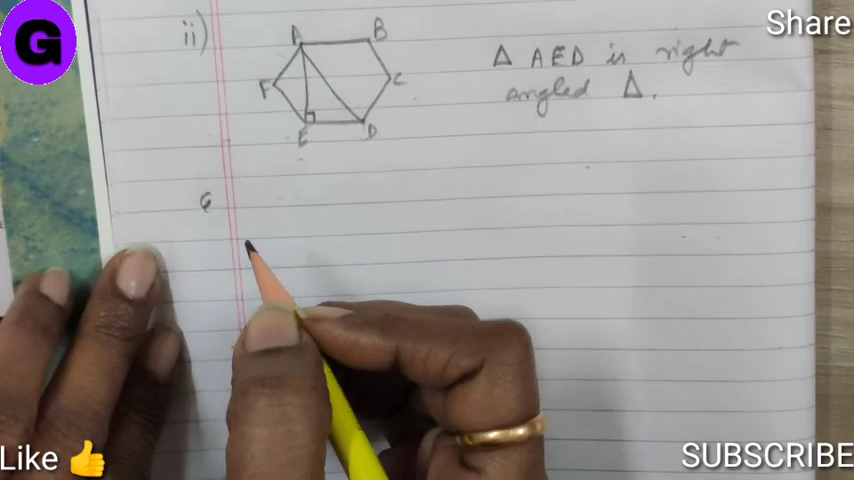 G
Share
ii)
A B
Δ AED is right
angled Δ.
F C
E D
6
Like 👍
SUBSCRIBE